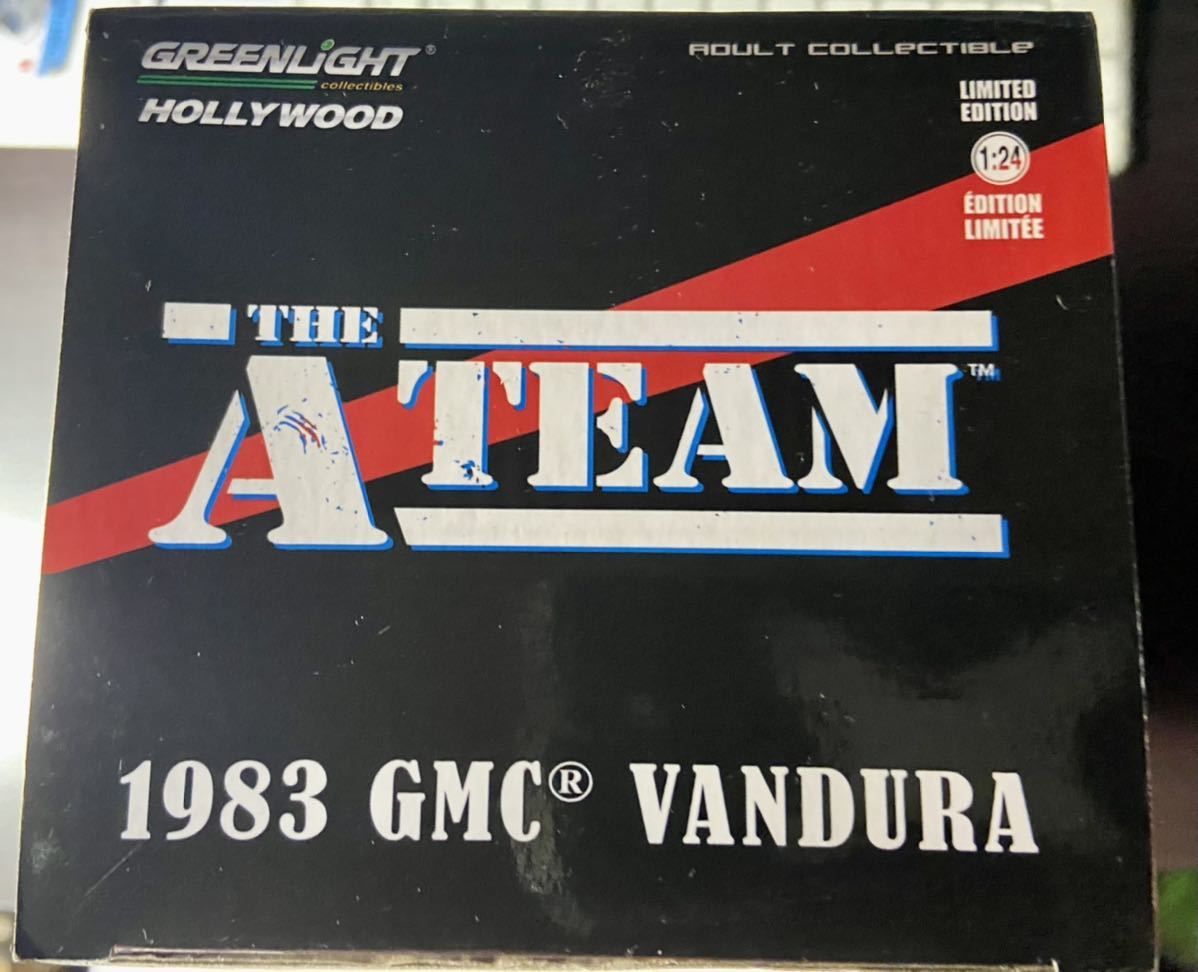 GREENLiGHT®
collectibles
HOLLYWOOD
ADULT COLLECTIBLE
LIMITED
EDITION
1:24
ÉDITION
LIMITÉE
THE
A TEAM™
1983 GMC® VANDURA